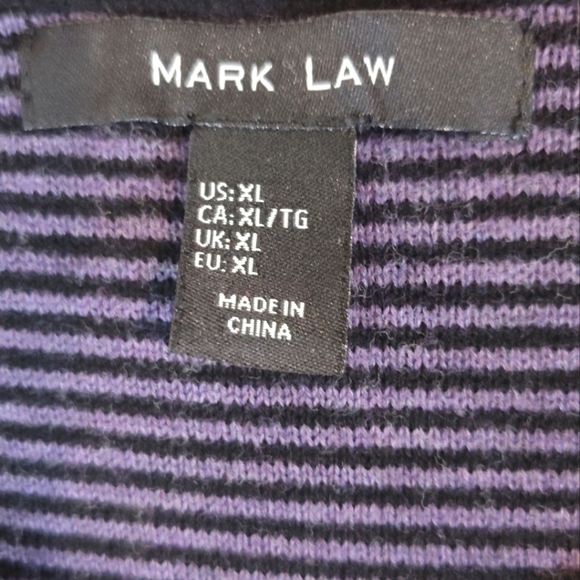 MARK LAW
US: XL
CA: XL/TG
UK: XL
EU: XL
MADE IN
CHINA